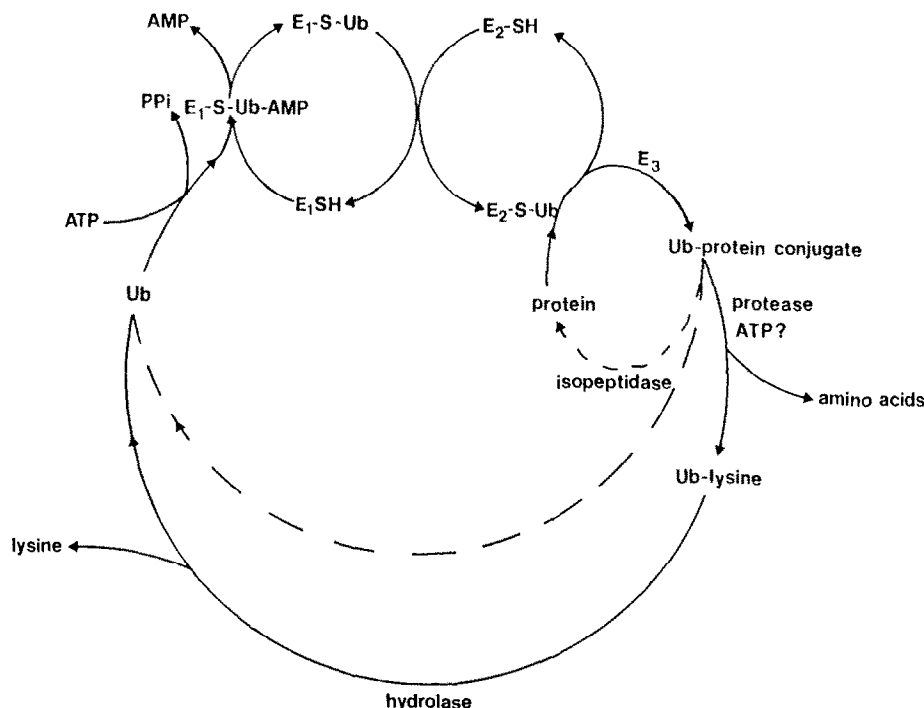 AMP
E₁-S-Ub
E₂-SH
PPi
E₁-S-Ub-AMP
E₃
E₁SH
E₂-S-Ub
ATP
Ub-protein conjugate
Ub
protein
protease
ATP?
isopeptidase
amino acids
Ub-lysine
lysine
hydrolase